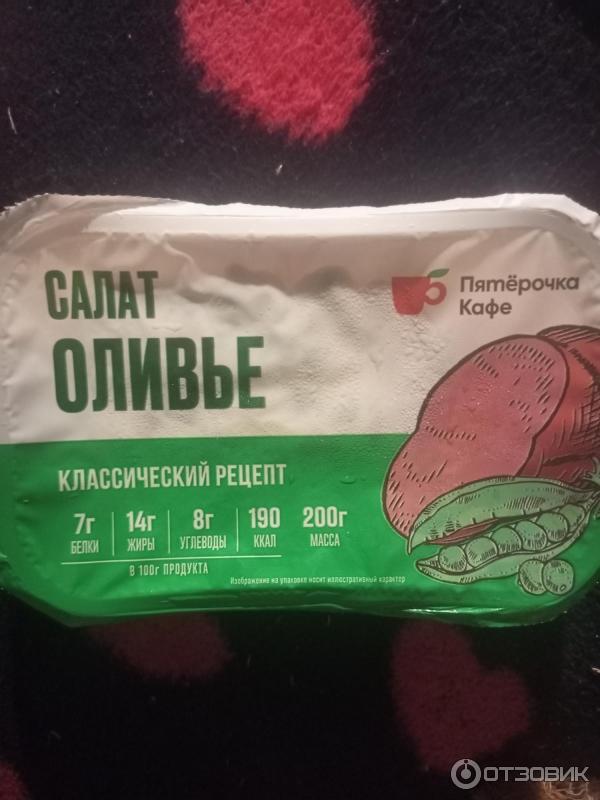 САЛАТ
ОЛИВЬЕ
Пятёрочка
Кафе
КЛАССИЧЕСКИЙ РЕЦЕПТ
7г 14г 8г 190 200г
БЕЛКИ ЖИРЫ УГЛЕВОДЫ ККАЛ МАССА
В 100г ПРОДУКТА
Изображение на упаковке носит иллюстративный характер
ОТЗОВИК